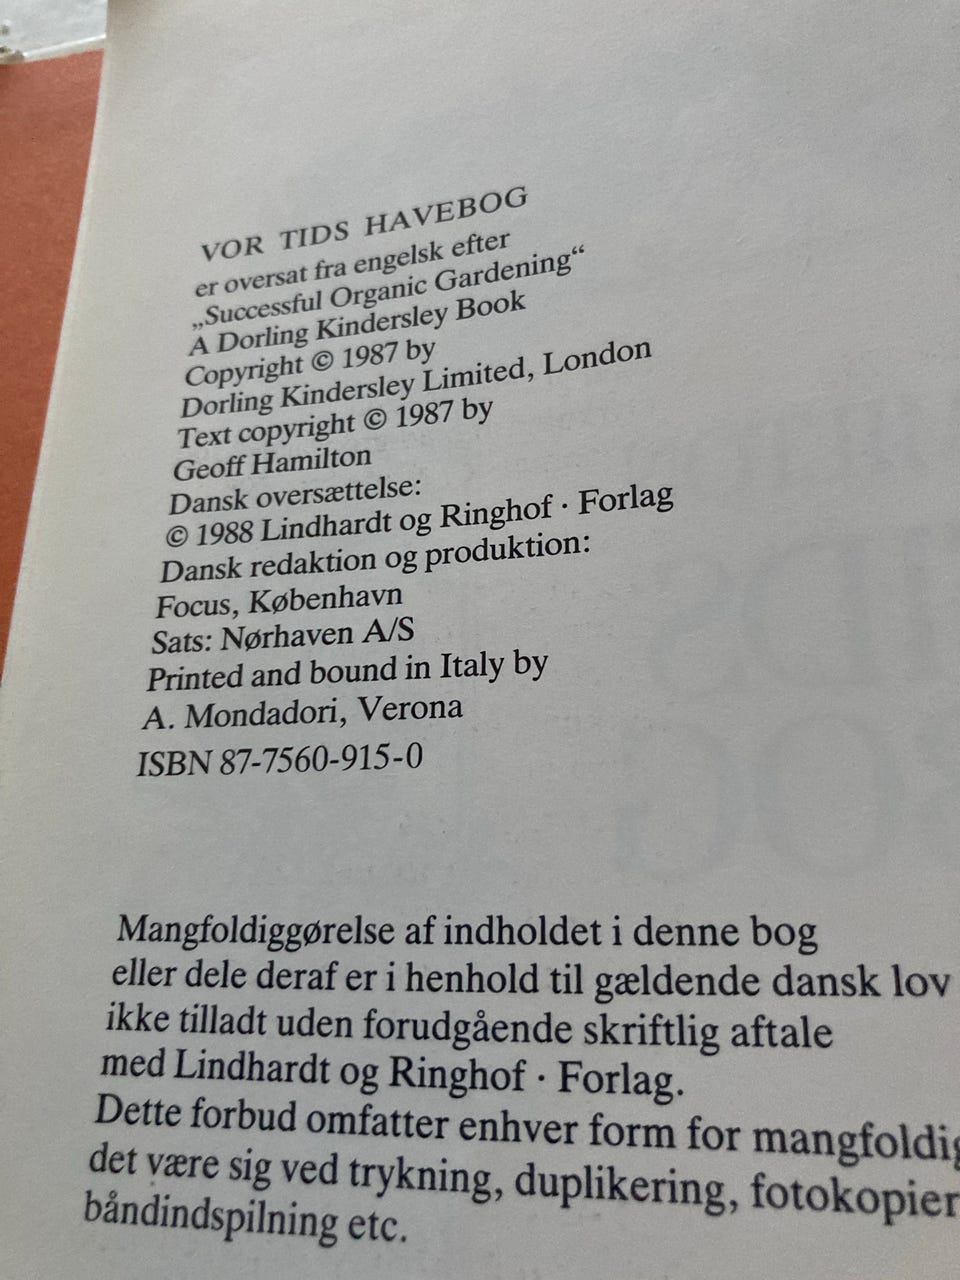 VOR TIDS HAVEBOG
er oversat fra engelsk efter
„Successful Organic Gardening“
A Dorling Kindersley Book
Copyright © 1987 by
Dorling Kindersley Limited, London
Text copyright © 1987 by
Geoff Hamilton
Dansk oversættelse:
© 1988 Lindhardt og Ringhof · Forlag
Dansk redaktion og produktion:
Focus, København
Sats: Nørhaven A/S
Printed and bound in Italy by
A. Mondadori, Verona
ISBN 87-7560-915-0
Mangfoldiggørelse af indholdet i denne bog
eller dele deraf er i henhold til gældende dansk lov
ikke tilladt uden forudgående skriftlig aftale
med Lindhardt og Ringhof · Forlag.
Dette forbud omfatter enhver form for
det være sig ved trykning, duplikering,
båndindspilning etc.